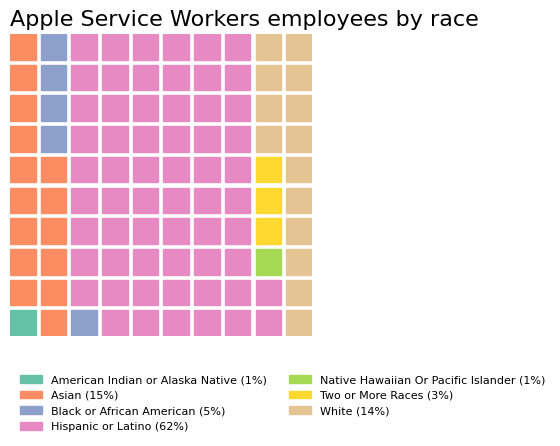 Apple Service Workers employees by race
American Indian or Alaska Native (1%)
Asian (15%)
Black or African American (5%)
Hispanic or Latino (62%)
Native Hawaiian Or Pacific Islander (1%)
Two or More Races (3%)
White (14%)